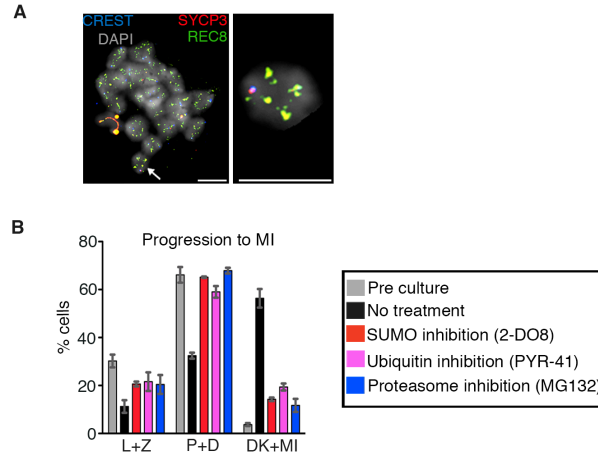 A
CREST SYCP3
DAPI REC8
B
Progression to MI
80
60
40
20
0
% cells
L+Z P+D DK+MI
Pre culture
No treatment
SUMO inhibition (2-DO8)
Ubiquitin inhibition (PYR-41)
Proteasome inhibition (MG132)